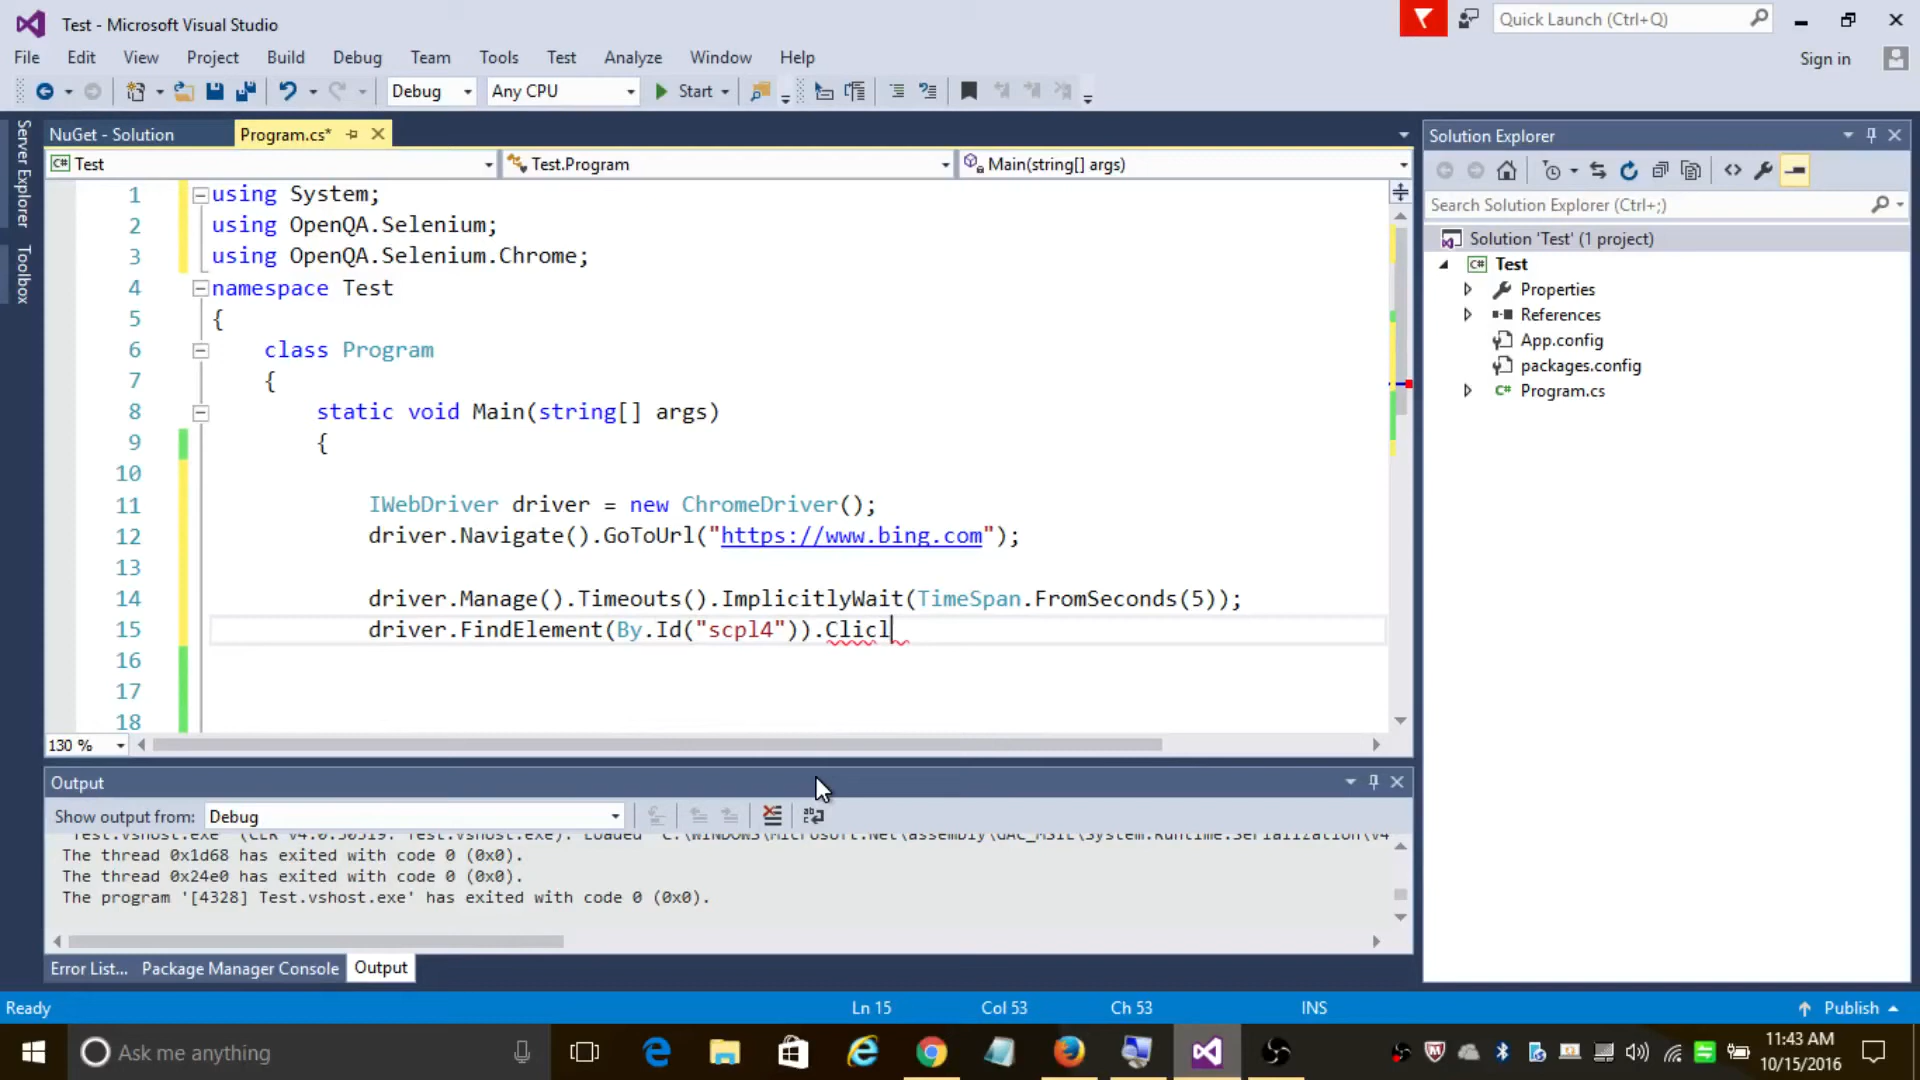 Test - Microsoft Visual Studio
Quick Launch (Ctrl+Q)
File Edit View Project Build Debug Team Tools Test Analyze Window Help
Sign in
Debug Any CPU Start
Server Explorer
Toolbox
NuGet - Solution Program.cs*
Test Test.Program Main(string[] args)
1 using System;
2 using OpenQA.Selenium;
3 using OpenQA.Selenium.Chrome;
4 namespace Test
5 {
6 class Program
7 {
8 static void Main(string[] args)
9 {
10
11 IWebDriver driver = new ChromeDriver();
12 driver.Navigate().GoToUrl("https://www.bing.com");
13
14 driver.Manage().Timeouts().ImplicitlyWait(TimeSpan.FromSeconds(5));
15 driver.FindElement(By.Id("scpl4")).Clicl
16
17
18
130 %
Solution Explorer
Search Solution Explorer (Ctrl+;)
Solution 'Test' (1 project)
C# Test
Properties
References
App.config
packages.config
C# Program.cs
Output
Show output from: Debug
'Test.vshost.exe' (CLR v4.0.30319: Test.vshost.exe): Loaded 'C:\WINDOWS\Microsoft.Net\assembly\GAC_MSIL\System.Runtime.Serialization\v4
The thread 0x1d68 has exited with code 0 (0x0).
The thread 0x24e0 has exited with code 0 (0x0).
The program '[4328] Test.vshost.exe' has exited with code 0 (0x0).
Error List... Package Manager Console Output
Ready Ln 15 Col 53 Ch 53 INS Publish
Ask me anything
11:43 AM
10/15/2016